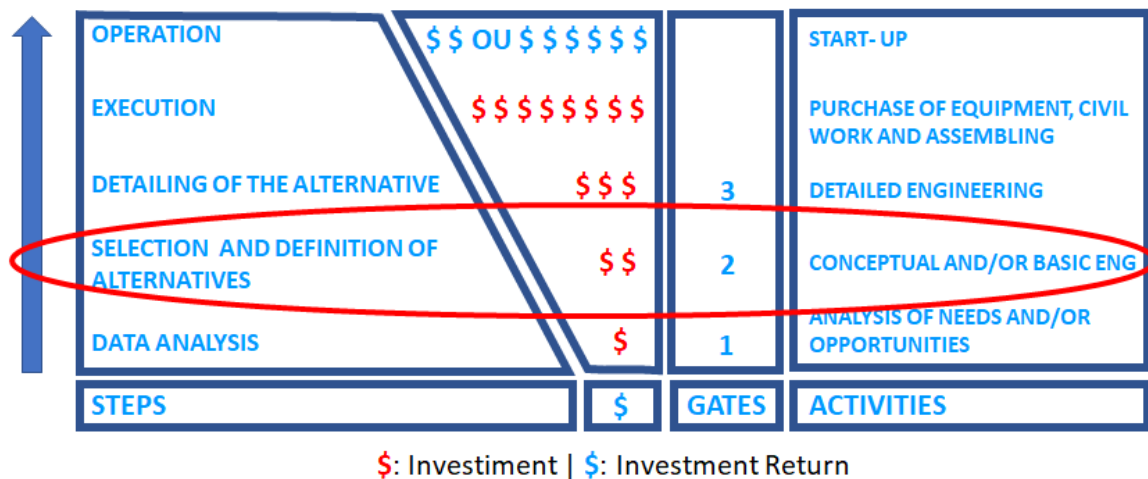 OPERATION
$ $ OU $ $ $ $ $ $
START- UP
EXECUTION
$ $ $ $ $ $ $ $
PURCHASE OF EQUIPMENT, CIVIL
WORK AND ASSEMBLING
DETAILING OF THE ALTERNATIVE
$ $ $
3
DETAILED ENGINEERING
SELECTION AND DEFINITION OF
ALTERNATIVES
$ $
2
CONCEPTUAL AND/OR BASIC ENG
DATA ANALYSIS
$
1
ANALYSIS OF NEEDS AND/OR
OPPORTUNITIES
STEPS
$
GATES
ACTIVITIES
$: Investiment | $: Investment Return